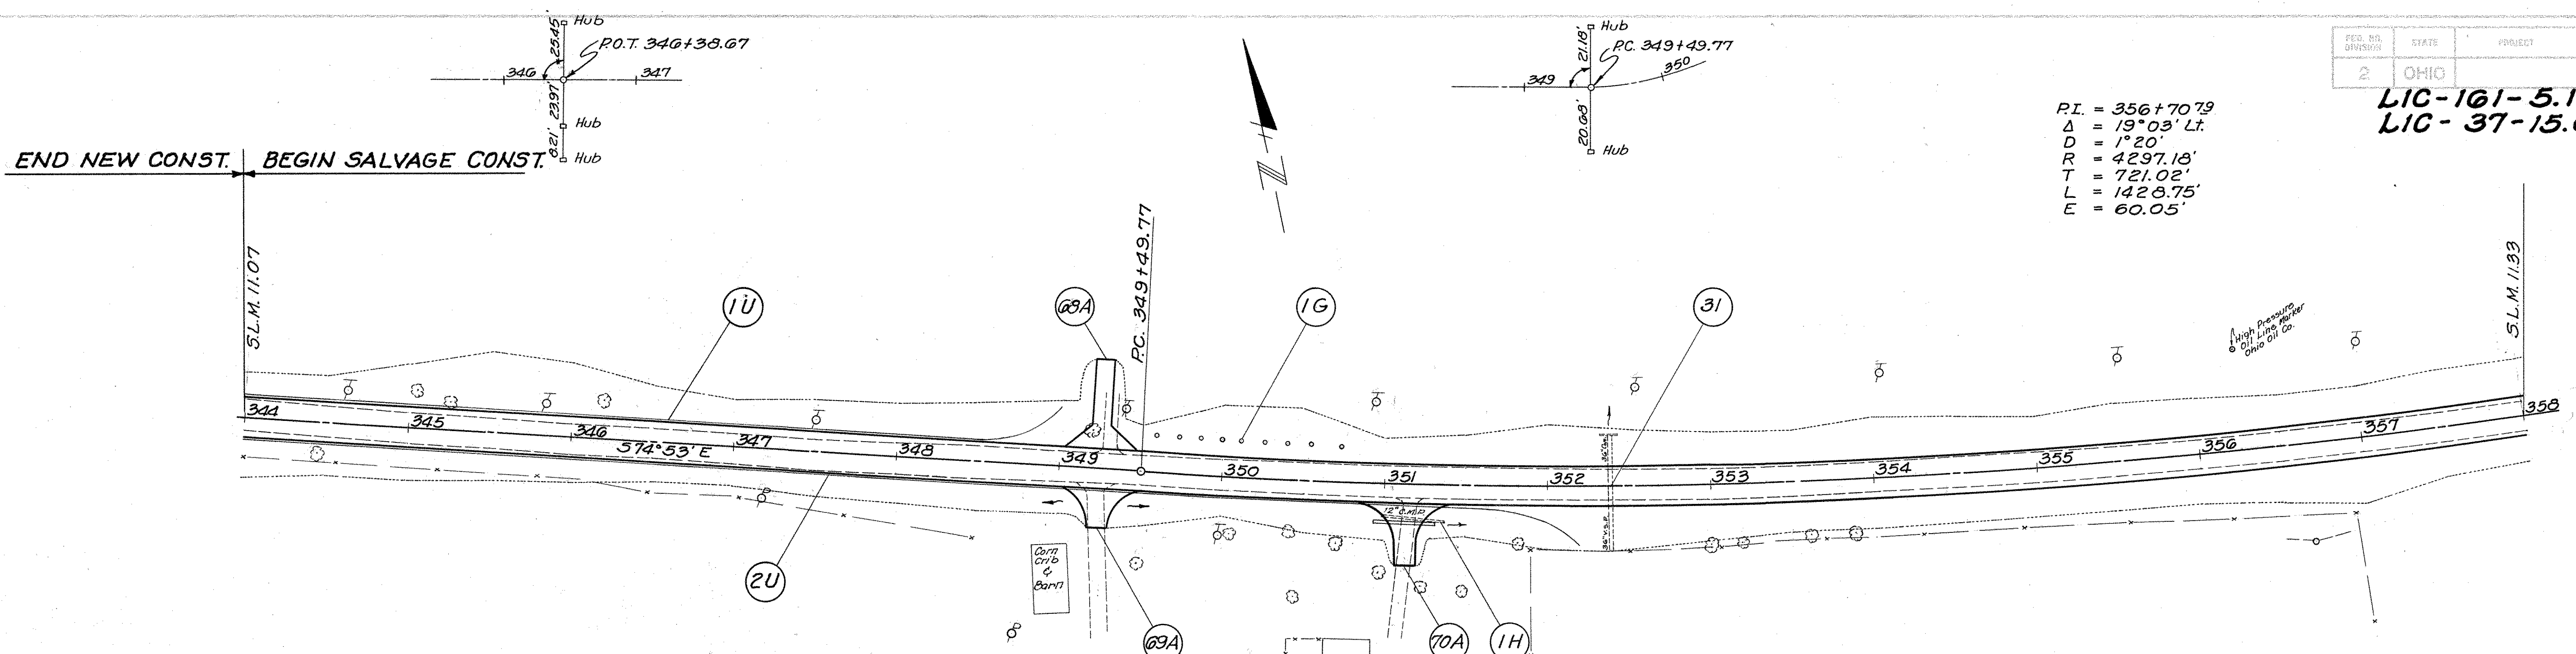 25.45' Hub
P.O.T. 346+38.67
346 347
23.97' Hub
8.21' Hub
21.18' Hub
P.C. 349+49.77
349 350
20.68' Hub
FED. RD. DIVISION STATE PROJECT
2 OHIO
LIC-161-5.1
LIC-37-15.
P.I. = 356+70.79
Δ = 19°03' Lt.
D = 1°20'
R = 4297.18'
T = 721.02'
L = 1428.75'
E = 60.05'
END NEW CONST. BEGIN SALVAGE CONST.
N
S.L.M. 11.07
P.C. 349+49.77
S.L.M. 11.33
1U
68A
1G
31
High Pressure
Oil Line Marker
Ohio Oil Co.
344 345 346 347 348 349 350 351 352 353 354 355 356 357 358
S74°53' E
12" C.M.P.
36" V.S.P.
Corn
Crib
&
Barn
2U
69A
70A
1H